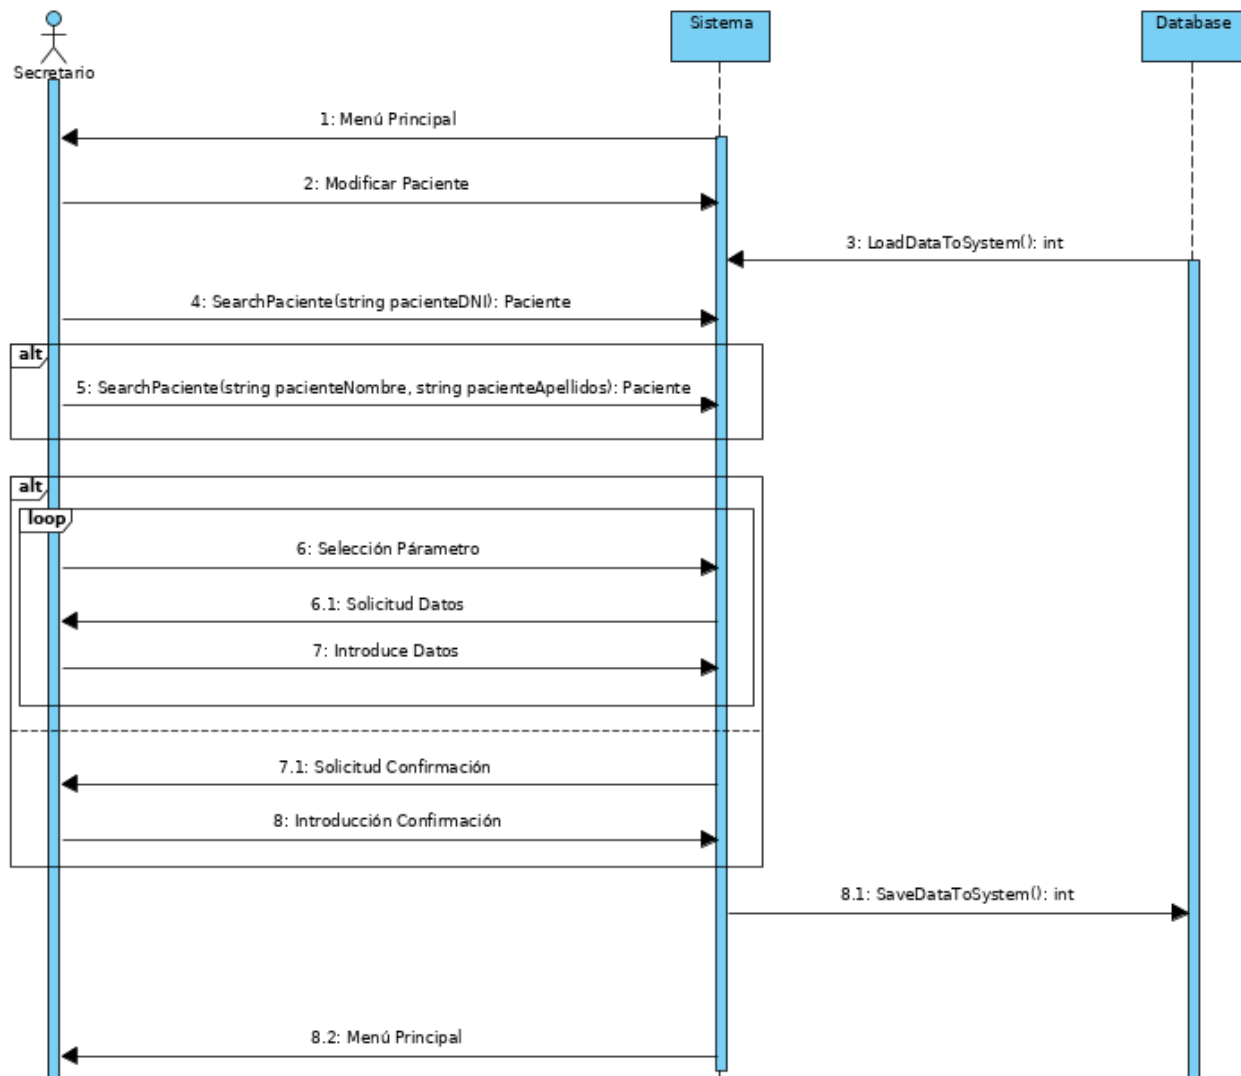 Secretario
Sistema
Database
1: Menú Principal
2: Modificar Paciente
3: LoadDataToSystem(): int
4: SearchPaciente(string pacienteDNI): Paciente
alt
5: SearchPaciente(string pacienteNombre, string pacienteApellidos): Paciente
alt
loop
6: Selección Párametro
6.1: Solicitud Datos
7: Introduce Datos
7.1: Solicitud Confirmación
8: Introducción Confirmación
8.1: SaveDataToSystem(): int
8.2: Menú Principal